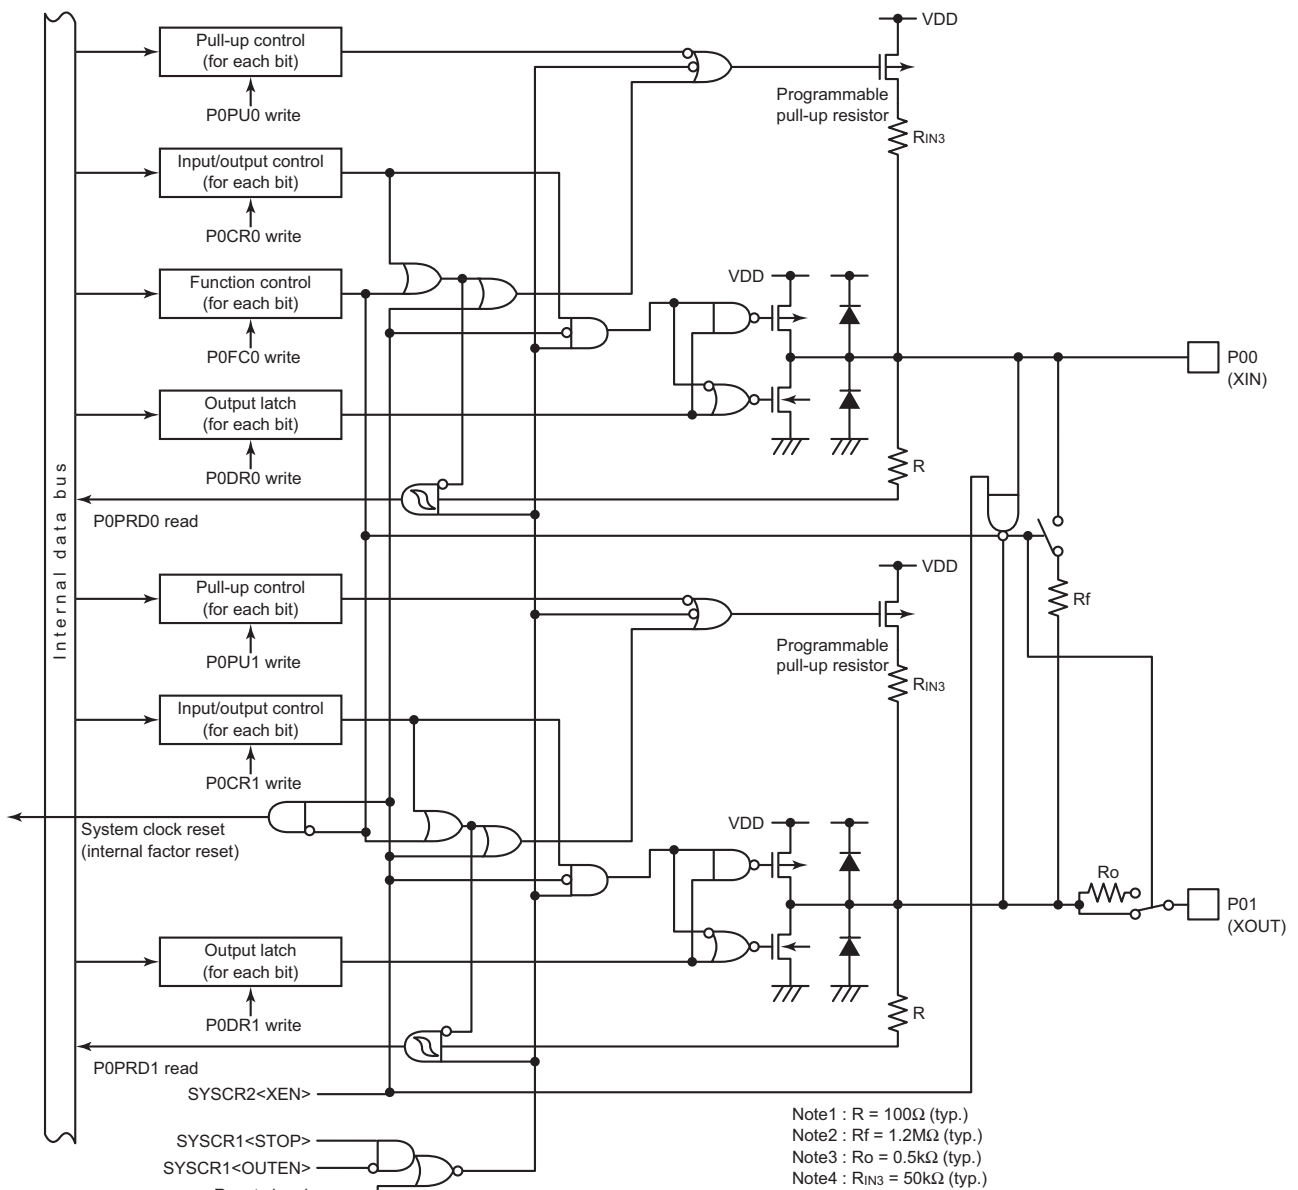 VDD
Pull-up control
(for each bit)
P0PU0 write
Programmable
pull-up resistor
RIN3
Input/output control
(for each bit)
P0CR0 write
Function control
(for each bit)
P0FC0 write
VDD
P00
(XIN)
Output latch
(for each bit)
P0DR0 write
R
P0PRD0 read
Internal data bus
VDD
Pull-up control
(for each bit)
P0PU1 write
Rf
Programmable
pull-up resistor
RIN3
Input/output control
(for each bit)
P0CR1 write
System clock reset
(internal factor reset)
VDD
Ro
P01
(XOUT)
Output latch
(for each bit)
P0DR1 write
R
P0PRD1 read
SYSCR2<XEN>
SYSCR1<STOP>
SYSCR1<OUTEN>
Note1 : R = 100Ω (typ.)
Note2 : Rf = 1.2MΩ (typ.)
Note3 : Ro = 0.5kΩ (typ.)
Note4 : RIN3 = 50kΩ (typ.)